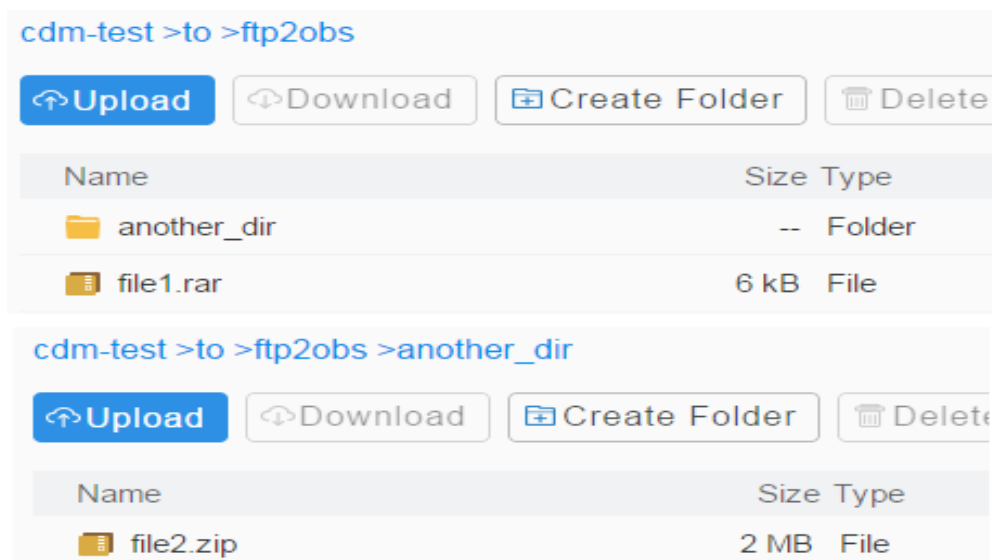 cdm-test >to >ftp2obs
Upload Download Create Folder Delete
Name Size Type
another_dir -- Folder
file1.rar 6 kB File
cdm-test >to >ftp2obs >another_dir
Upload Download Create Folder Delete
Name Size Type
file2.zip 2 MB File